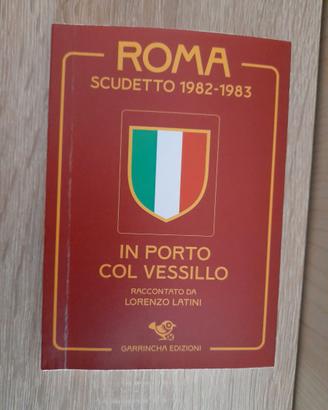 ROMA
SCUDETTO 1982-1983
IN PORTO
COL VESSILLO
RACCONTATO DA
LORENZO LATINI
GARRINCHA EDIZIONI